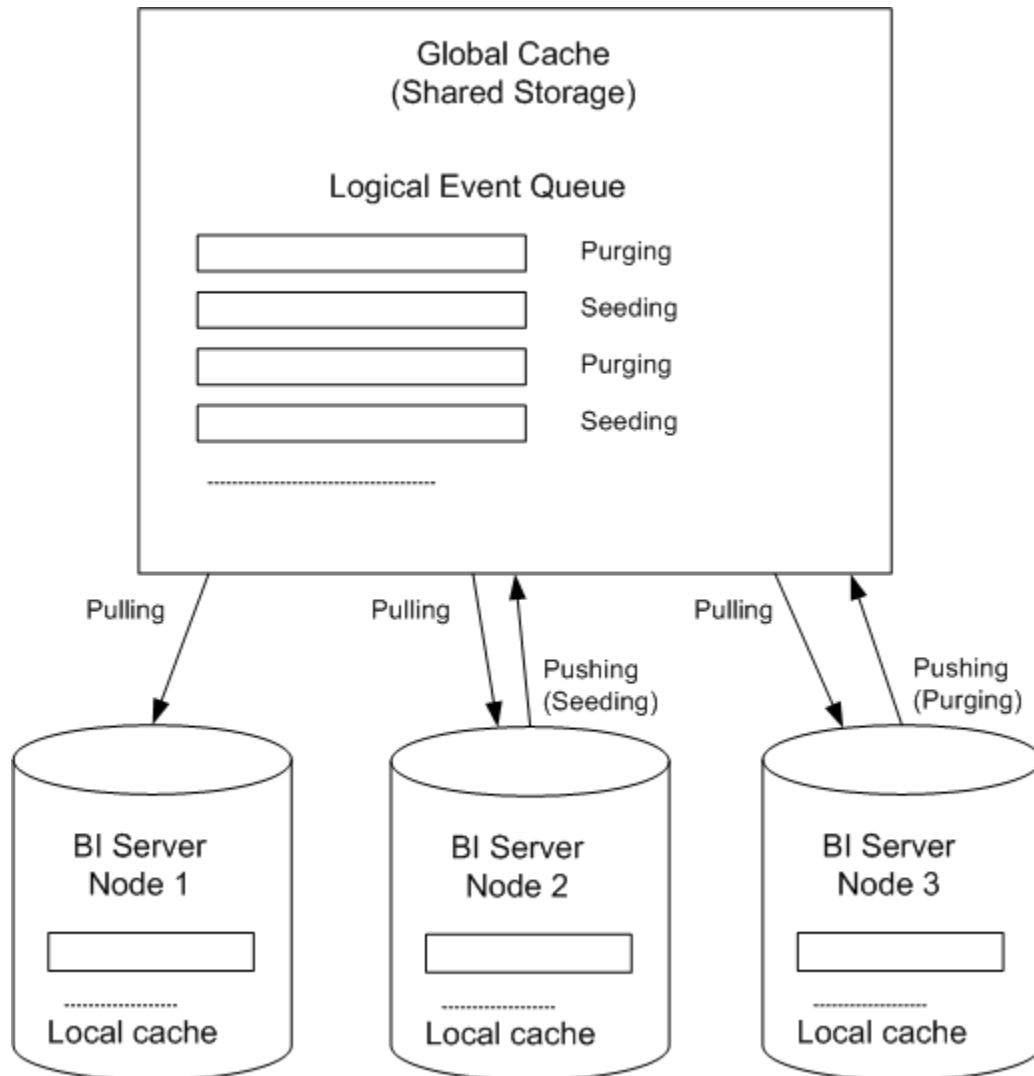 Global Cache
(Shared Storage)
Logical Event Queue
Purging
Seeding
Purging
Seeding
Pulling
Pulling
Pushing
(Seeding)
Pulling
Pushing
(Purging)
BI Server
Node 1
Local cache
BI Server
Node 2
Local cache
BI Server
Node 3
Local cache